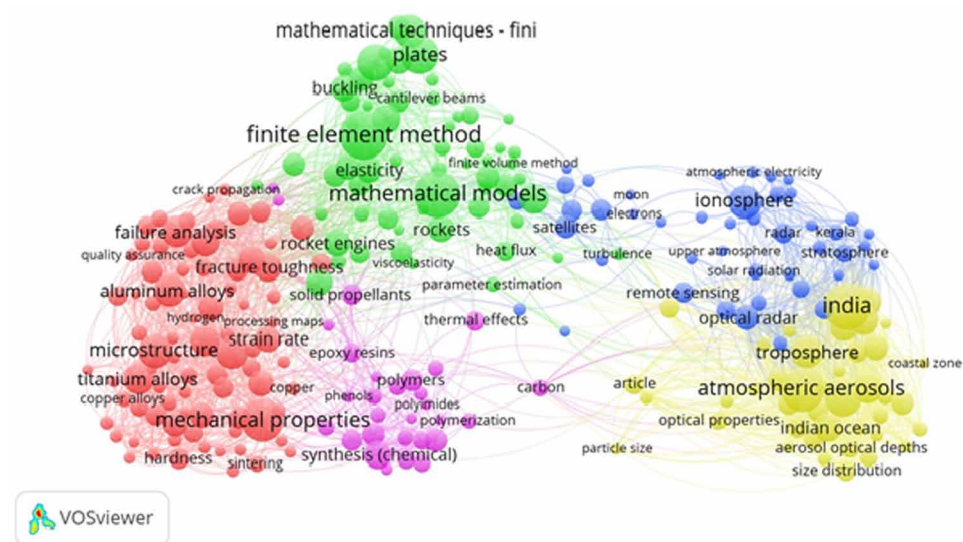 mathematical techniques - fini
plates
buckling
cantilever beams
finite element method
finite volume method
elasticity
atmospheric electricity
crack propagation
mathematical models
moon
ionosphere
electrons
failure analysis
rockets
satellites
radar
kerala
rocket engines
quality assurance
heat flux
turbulence
upper atmosphere
stratosphere
fracture toughness
viscoelasticity
solar radiation
aluminum alloys
solid propellants
parameter estimation
remote sensing
india
hydrogen
processing maps
thermal effects
optical radar
strain rate
microstructure
epoxy resins
troposphere
coastal zone
titanium alloys
copper
polymers
carbon
article
atmospheric aerosols
copper alloys
phenols
polyimides
mechanical properties
polymerization
optical properties
indian ocean
particle size
aerosol optical depths
hardness
sintering
synthesis (chemical)
size distribution
VOSviewer